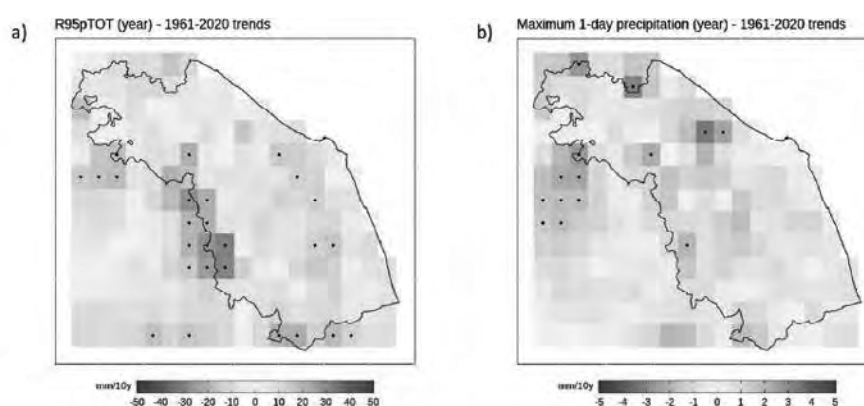 a)
R95pTOT (year) - 1961-2020 trends
mm/10y
-50 -40 -30 -20 -10 0 10 20 30 40 50
b)
Maximum 1-day precipitation (year) - 1961-2020 trends
mm/10y
-5 -4 -3 -2 -1 0 1 2 3 4 5